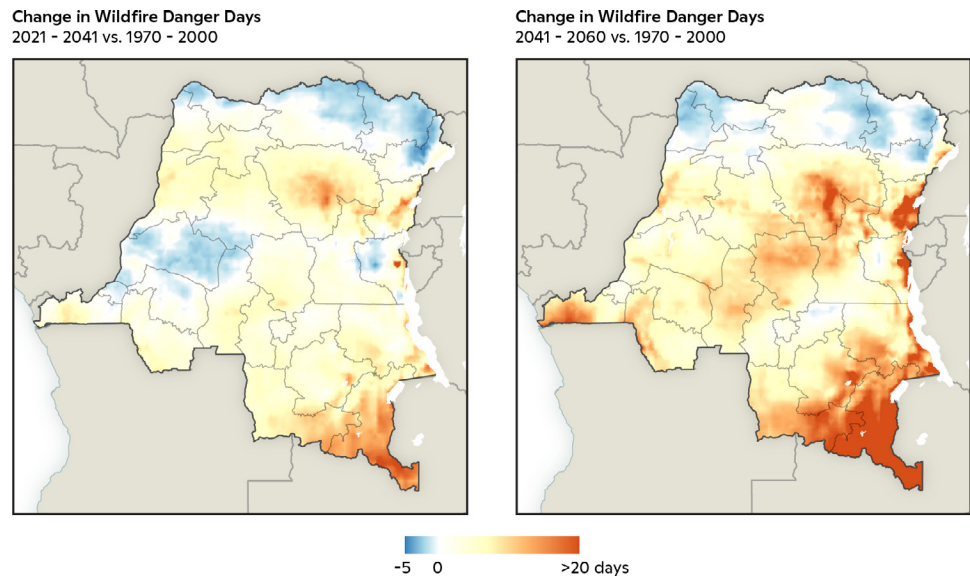 Change in Wildfire Danger Days
2021 - 2041 vs. 1970 - 2000
Change in Wildfire Danger Days
2041 - 2060 vs. 1970 - 2000
-5 0 >20 days